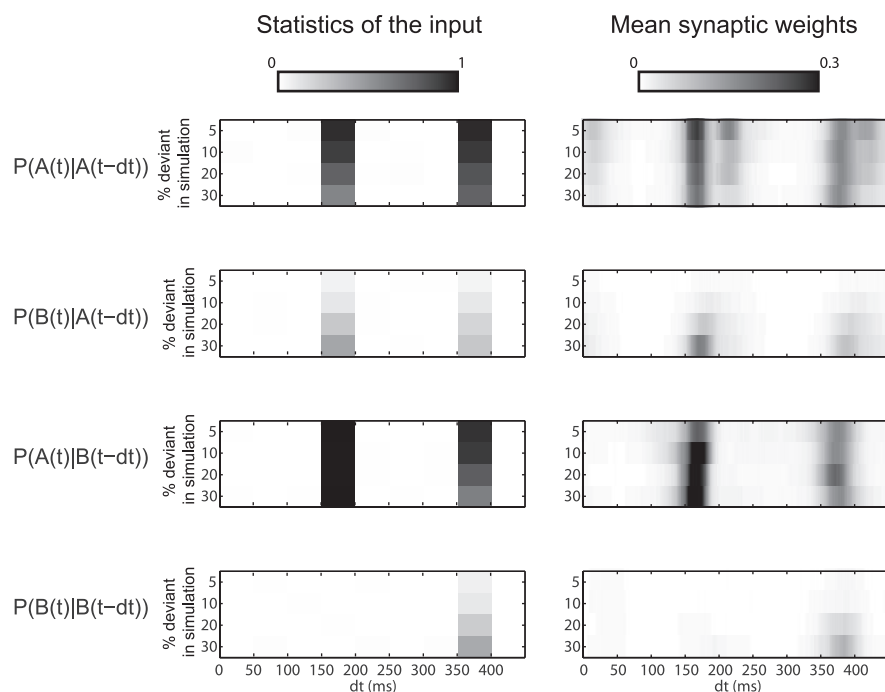 Statistics of the input
Mean synaptic weights
0 1
0 0.3
P(A(t)|A(t−dt))
% deviant
in simulation
5
10
20
30
0 50 100 150 200 250 300 350 400
0 50 100 150 200 250 300 350 400
P(B(t)|A(t−dt))
% deviant
in simulation
5
10
20
30
P(A(t)|B(t−dt))
% deviant
in simulation
5
10
20
30
P(B(t)|B(t−dt))
% deviant
in simulation
5
10
20
30
dt (ms)
dt (ms)